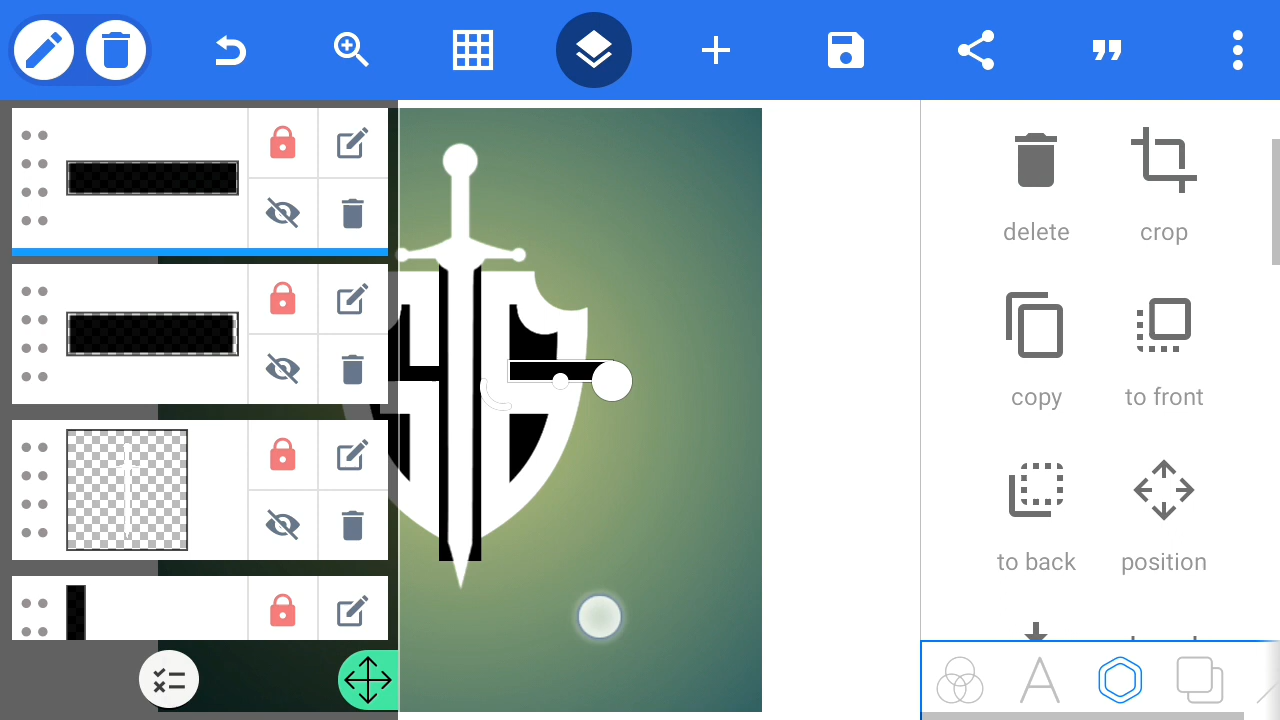 delete
crop
copy
to front
to back
position